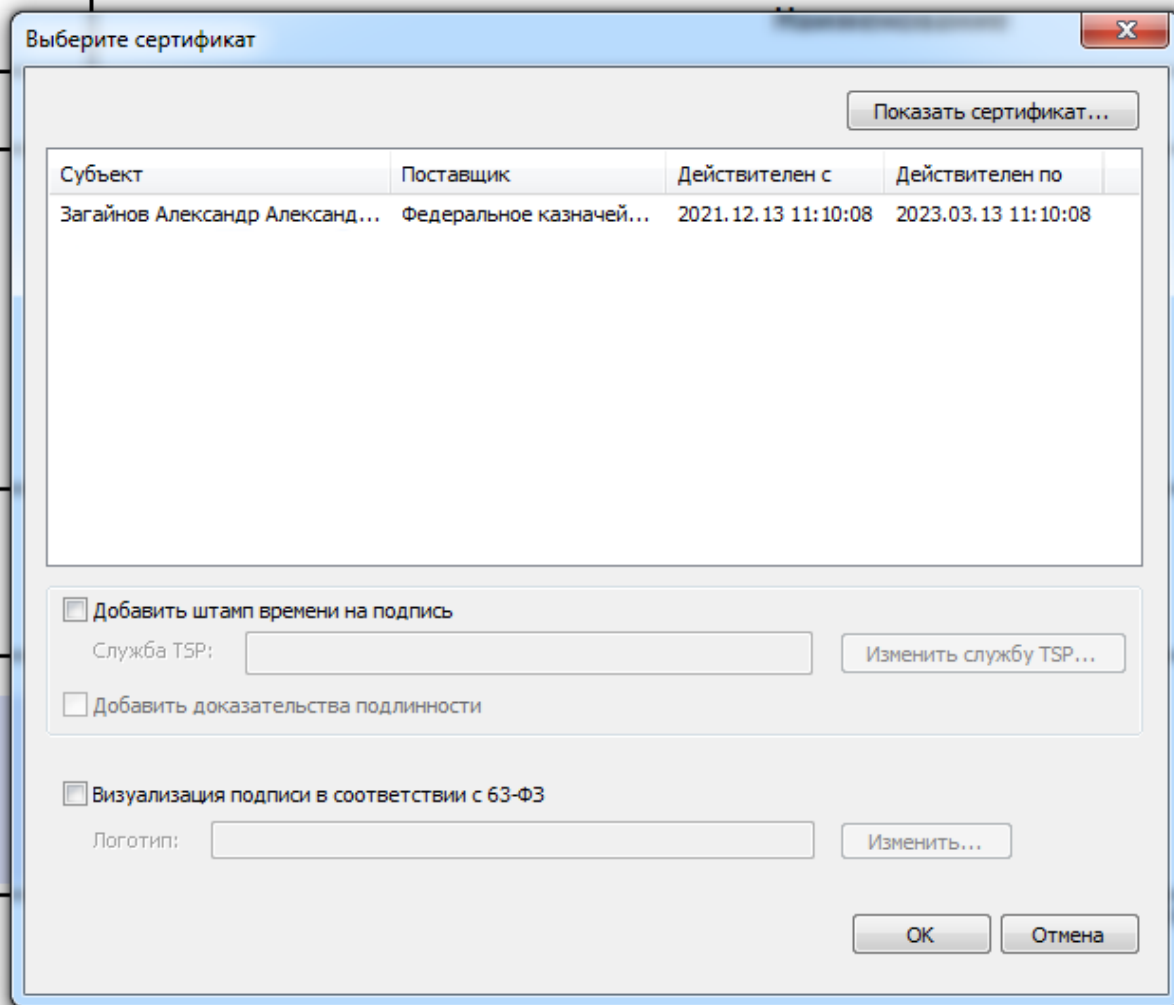 Выберите сертификат
Показать сертификат...
Субъект Поставщик Действителен с Действителен по
Загайнов Александр Александ... Федеральное казначей... 2021.12.13 11:10:08 2023.03.13 11:10:08
Добавить штамп времени на подпись
Служба TSP: Изменить службу TSP...
Добавить доказательства подлинности
Визуализация подписи в соответствии с 63-ФЗ
Логотип: Изменить...
ОК Отмена